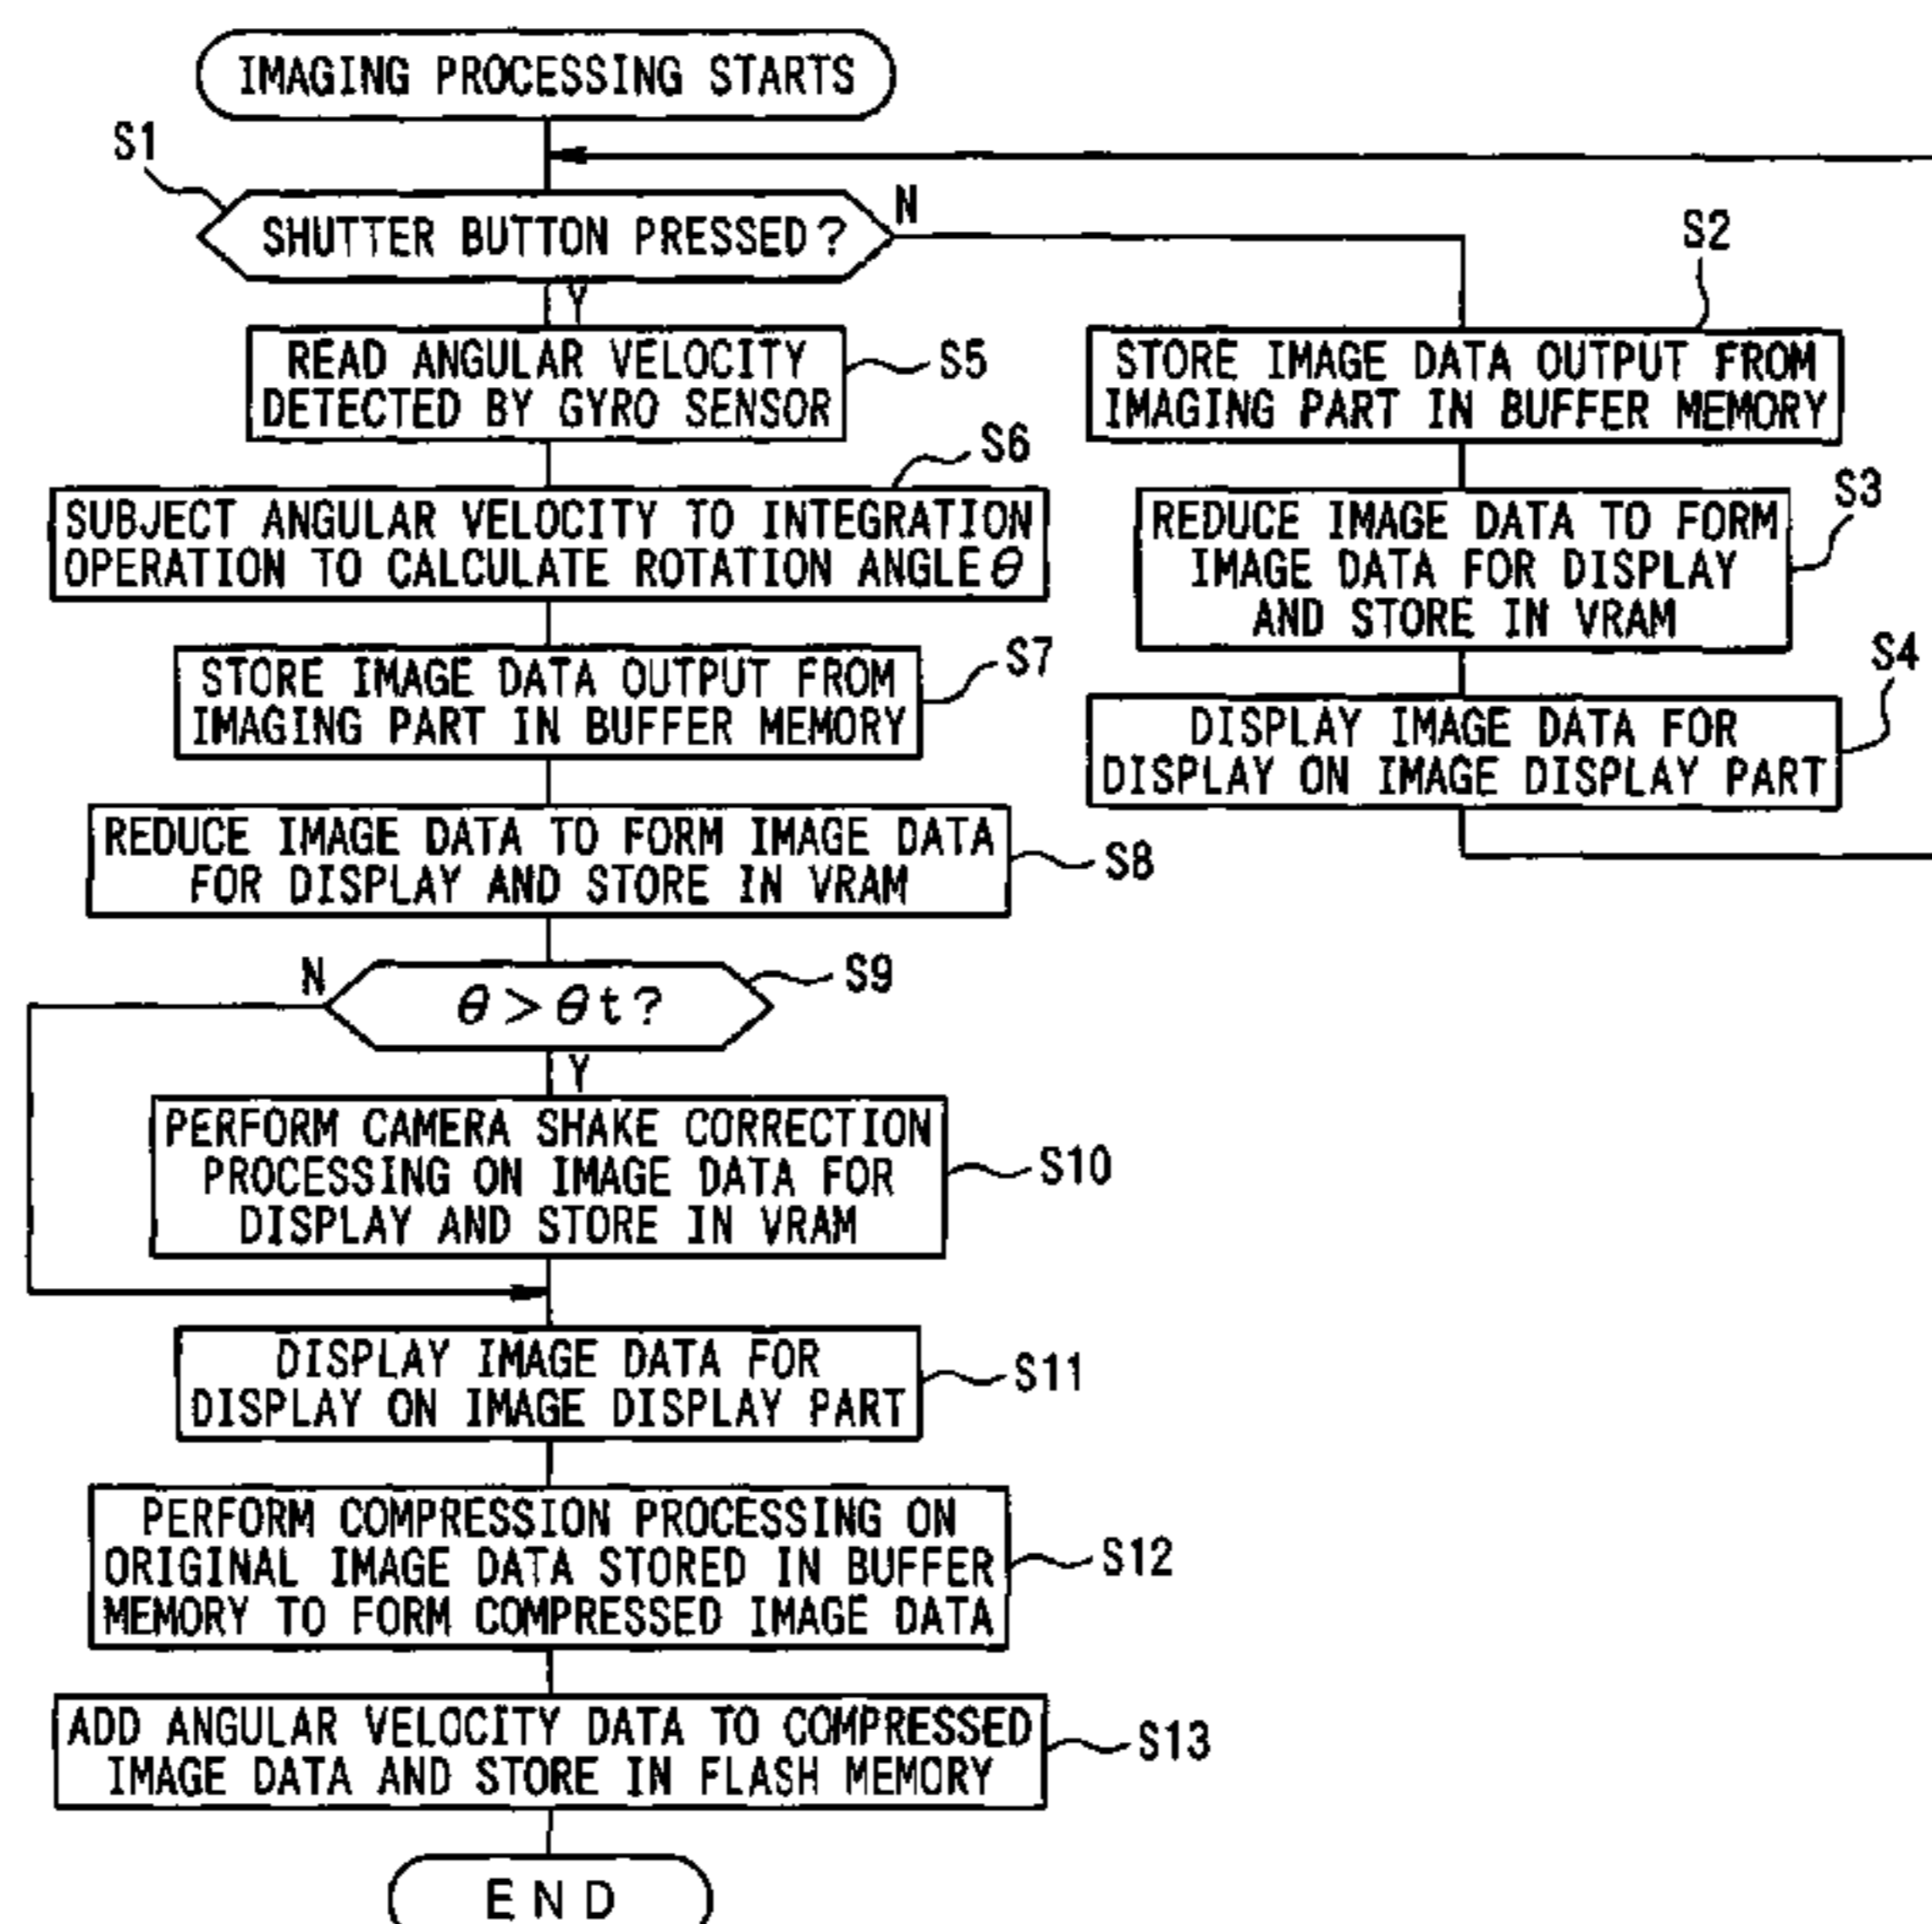 IMAGING PROCESSING STARTS
S1
SHUTTER BUTTON PRESSED?
N
Y
S2
STORE IMAGE DATA OUTPUT FROM
IMAGING PART IN BUFFER MEMORY
S3
REDUCE IMAGE DATA TO FORM
IMAGE DATA FOR DISPLAY
AND STORE IN VRAM
S4
DISPLAY IMAGE DATA FOR
DISPLAY ON IMAGE DISPLAY PART
READ ANGULAR VELOCITY
DETECTED BY GYRO SENSOR
S5
S6
SUBJECT ANGULAR VELOCITY TO INTEGRATION
OPERATION TO CALCULATE ROTATION ANGLE θ
S7
STORE IMAGE DATA OUTPUT FROM
IMAGING PART IN BUFFER MEMORY
REDUCE IMAGE DATA TO FORM IMAGE DATA
FOR DISPLAY AND STORE IN VRAM
S8
N
θ > θt?
S9
Y
PERFORM CAMERA SHAKE CORRECTION
PROCESSING ON IMAGE DATA FOR
DISPLAY AND STORE IN VRAM
S10
DISPLAY IMAGE DATA FOR
DISPLAY ON IMAGE DISPLAY PART
S11
PERFORM COMPRESSION PROCESSING ON
ORIGINAL IMAGE DATA STORED IN BUFFER
MEMORY TO FORM COMPRESSED IMAGE DATA
S12
ADD ANGULAR VELOCITY DATA TO COMPRESSED
IMAGE DATA AND STORE IN FLASH MEMORY
S13
END